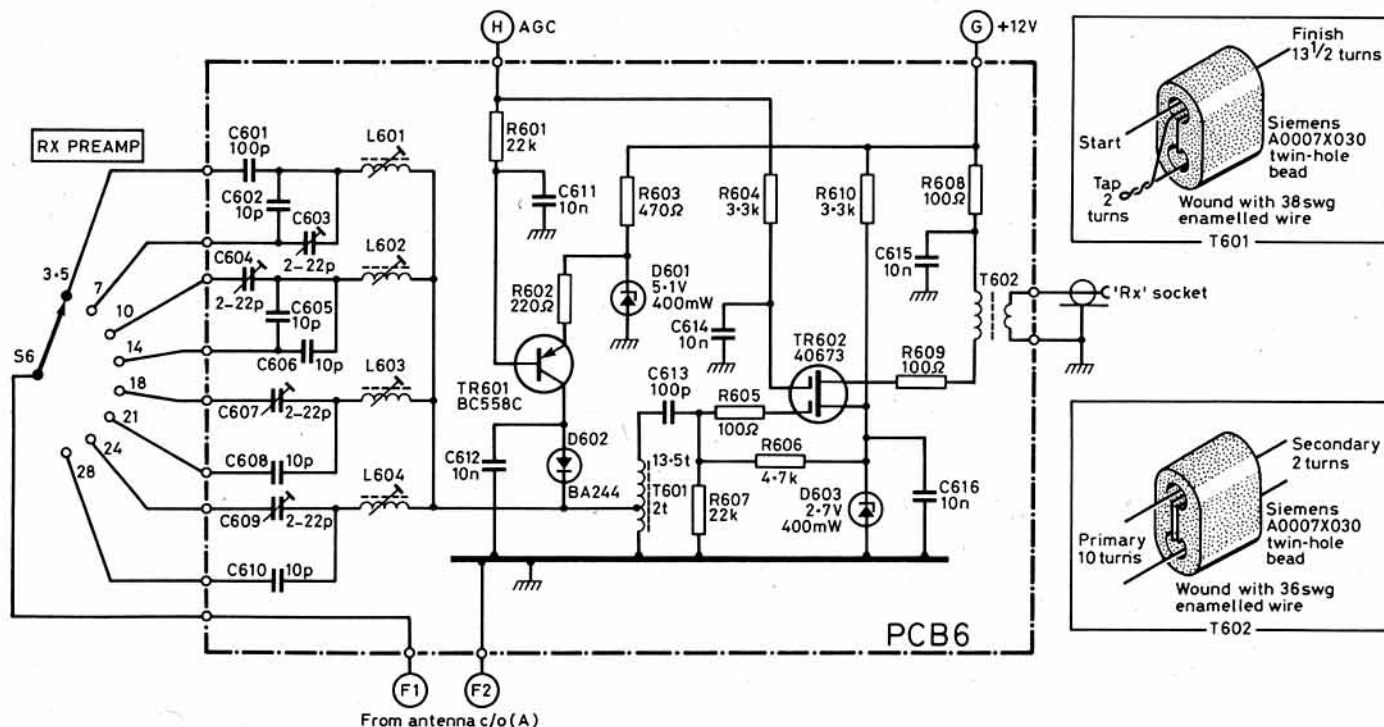 H AGC
G +12V
RX PREAMP
C601
100p
L601
C602
10p
C603
2-22p
C604
2-22p
L602
C605
10p
C606
10p
L603
C607
2-22p
C608
10p
L604
C609
2-22p
C610
10p
3·5
7
10
14
18
21
24
28
S6
R601
22k
C611
10n
R603
470Ω
R602
220Ω
D601
5·1V
400mW
TR601
BC558C
C612
10n
D602
BA244
R604
3·3k
R610
3·3k
R608
100Ω
C615
10n
T602
'Rx' socket
C614
10n
TR602
40673
R609
100Ω
C613
100p
R605
100Ω
R606
4·7k
13·5t
T601
2t
R607
22k
D603
2·7V
400mW
C616
10n
PCB6
F1
F2
From antenna c/o (A)
Finish
13 1/2 turns
Start
Tap
2
turns
Siemens
A0007X030
twin-hole
bead
Wound with 38swg
enamelled wire
T601
Secondary
2 turns
Primary
10 turns
Siemens
A0007X030
twin-hole
bead
Wound with 36swg
enamelled wire
T602